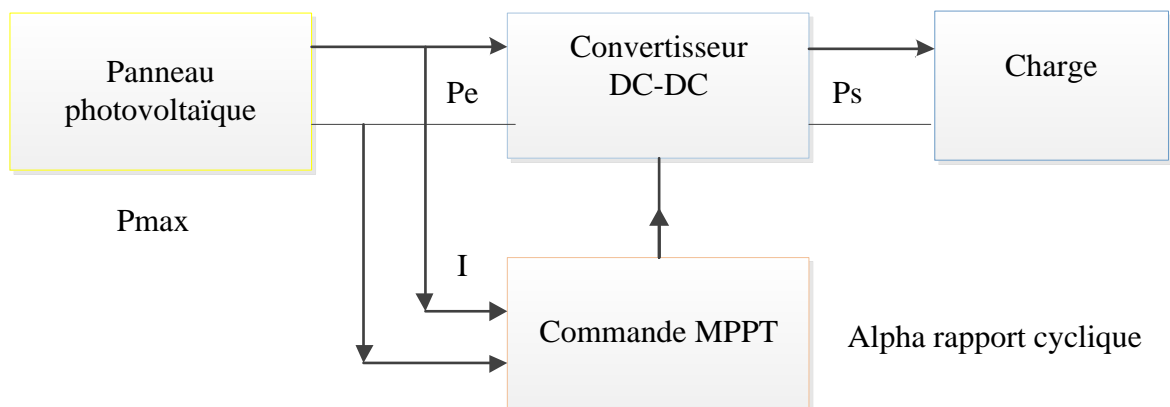 Panneau
photovoltaïque
Pe
Convertisseur
DC-DC
Ps
Charge
Pmax
I
Commande MPPT
Alpha rapport cyclique